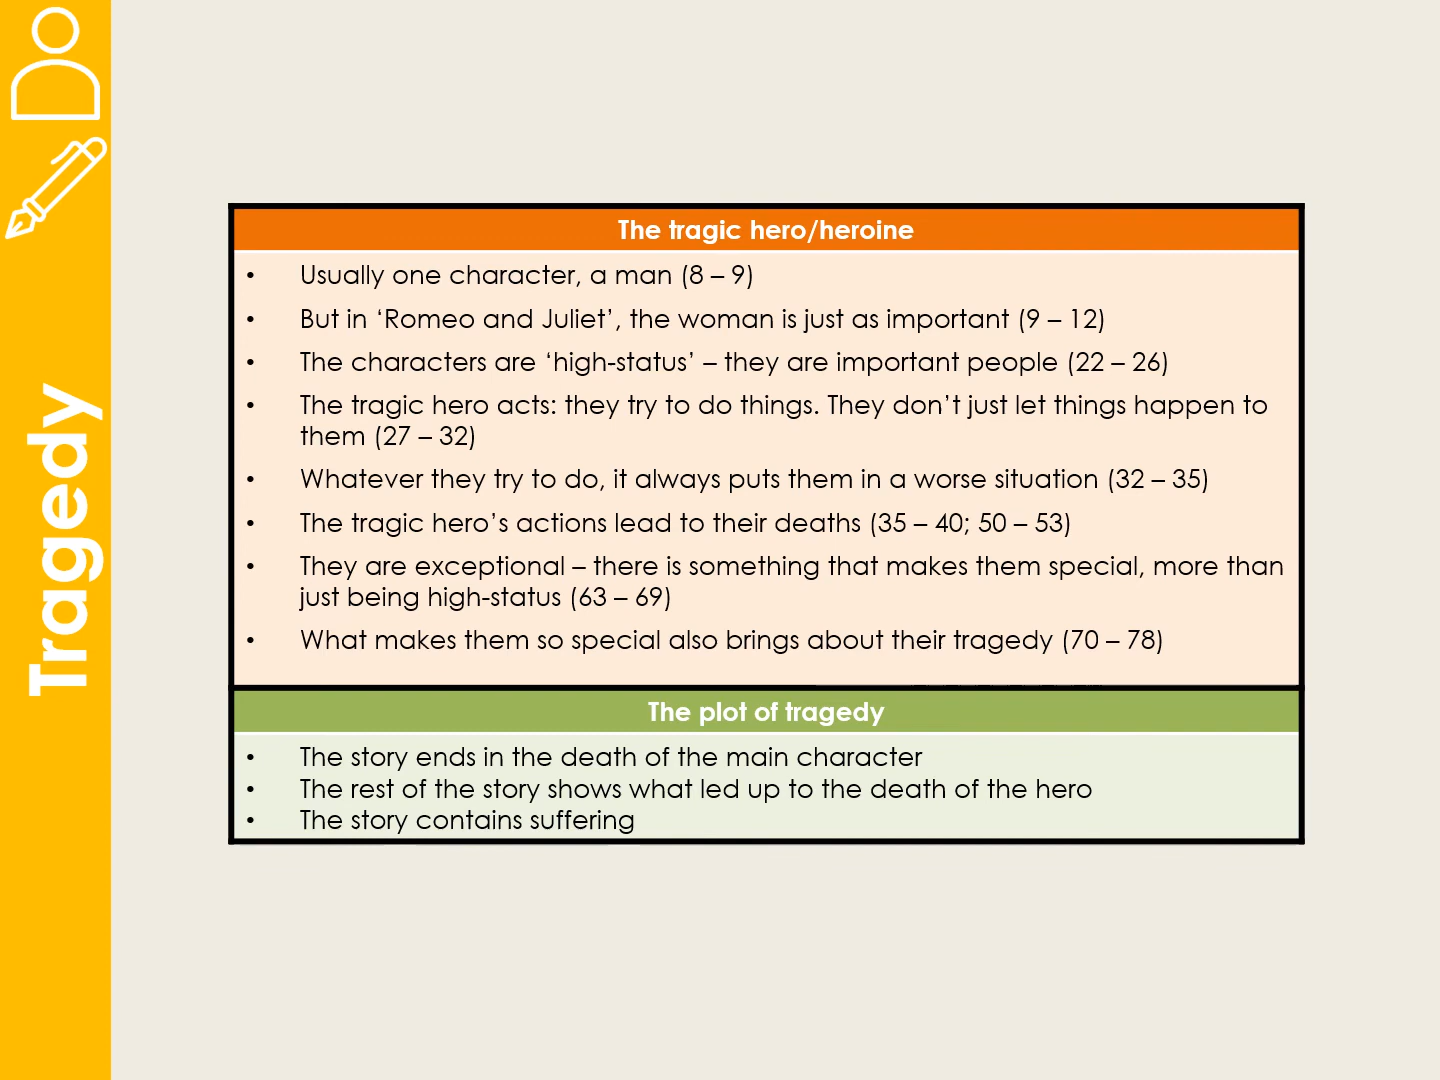 Tragedy
The tragic hero/heroine
• Usually one character, a man (8 – 9)
• But in ‘Romeo and Juliet’, the woman is just as important (9 – 12)
• The characters are ‘high-status’ – they are important people (22 – 26)
• The tragic hero acts: they try to do things. They don’t just let things happen to
them (27 – 32)
• Whatever they try to do, it always puts them in a worse situation (32 – 35)
• The tragic hero’s actions lead to their deaths (35 – 40; 50 – 53)
• They are exceptional – there is something that makes them special, more than
just being high-status (63 – 69)
• What makes them so special also brings about their tragedy (70 – 78)
The plot of tragedy
• The story ends in the death of the main character
• The rest of the story shows what led up to the death of the hero
• The story contains suffering